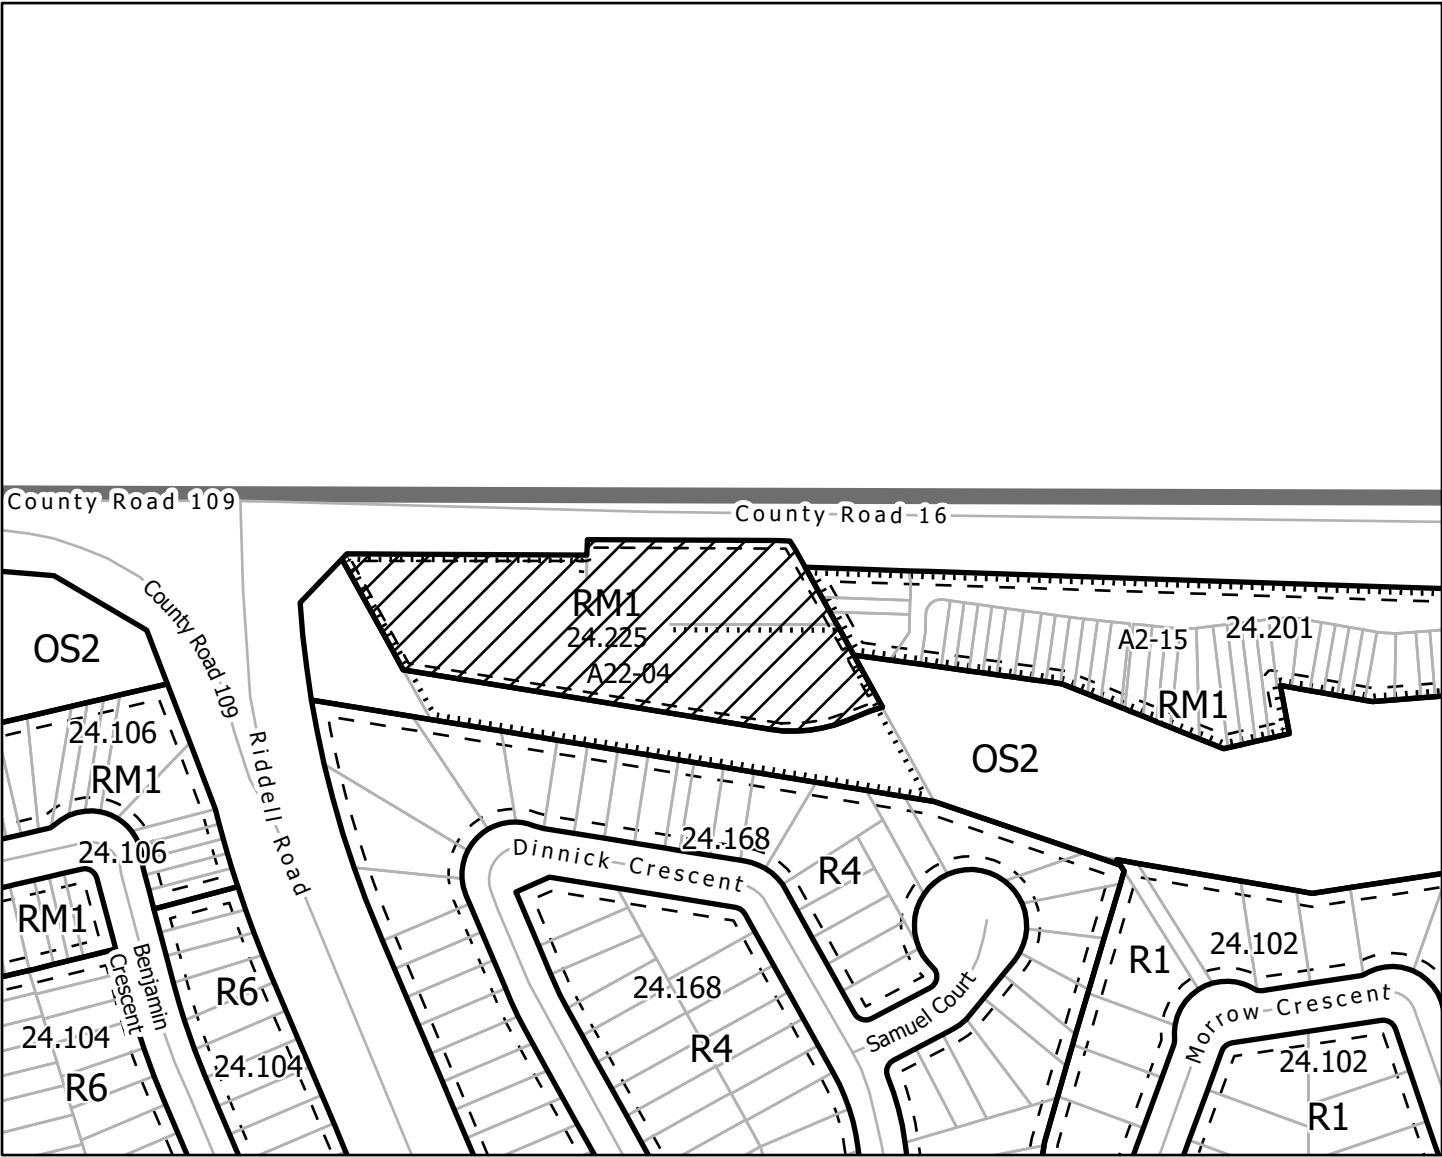 County Road 109
County Road 16
County Road 109
RM1
24.225
A22-04
24.201
A2-15
RM1
OS2
OS2
24.106
RM1
Riddell Road
24.106
24.168
Dinnick Crescent
R4
RM1
Benjamin
Crescent
R6
24.168
R4
Samuel Court
R1
24.102
Morrow Crescent
24.104
R6
24.104
24.102
R1